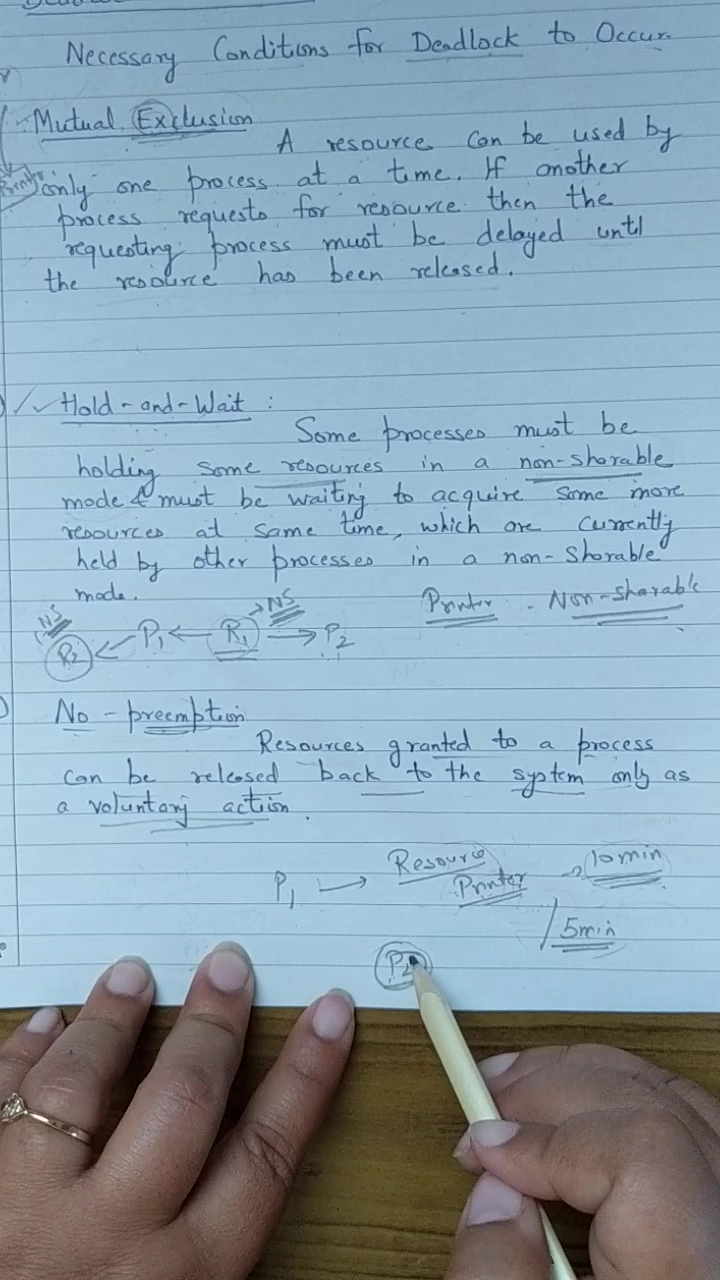 Necessary Conditions for Deadlock to Occur.
Mutual Exclusion
A resource can be used by
only one process at a time. If another
process requests for resource then the
requesting process must be delayed until
the resource has been released.
Hold-and-Wait :
Some processes must be
holding some resources in a non-sharable
mode & must be waiting to acquire some more
resources at same time, which are currently
held by other processes in a non-sharable
mode.
Printer - Non-sharable
NS NS
R2 ← P1 ← R1 → P2
No-preemption
Resources granted to a process
can be released back to the system only as
a voluntary action.
P1 → Resource → 10min
Printer
/ 5min
P2